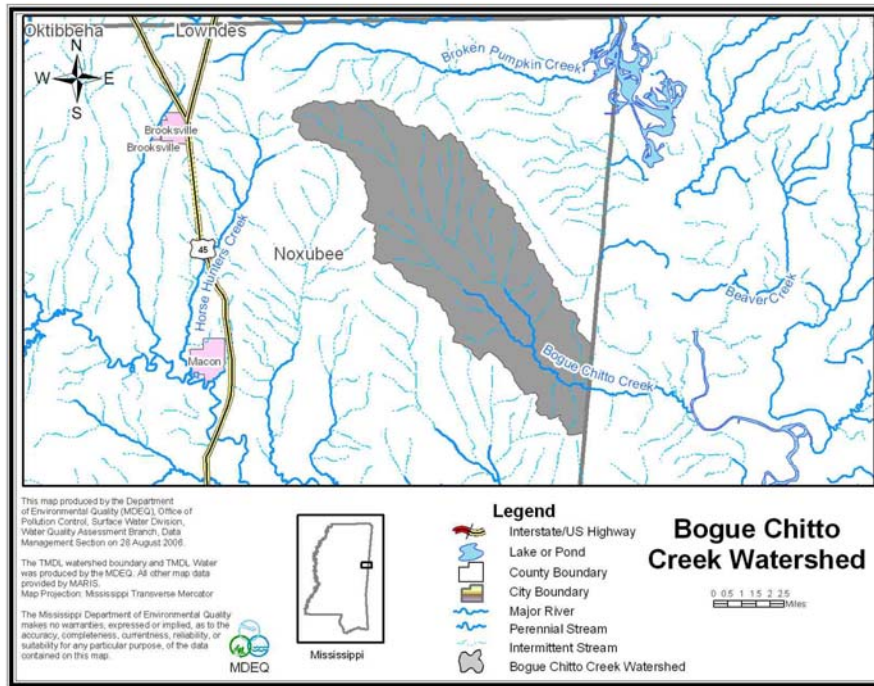 Oktibbeha
Lowndes
N
W E
S
Broken Pumpkin Creek
Brooksville
Brooksville
45
Horse Hunters Creek
Noxubee
Beaver Creek
Macon
Bogue Chitto Creek
This map produced by the Department
of Environmental Quality (MDEQ), Office of
Pollution Control, Surface Water Division,
Water Quality Assessment Branch, Data
Management Section on 28 August 2006.
The TMDL watershed boundary and TMDL Water
was produced by the MDEQ. All other map data
provided by MARIS.
Map Projection: Mississippi Transverse Mercator
The Mississippi Department of Environmental Quality
makes no warranties, expressed or implied, as to the
accuracy, completeness, currentness, reliability, or
suitability for any particular purpose, of the data
contained on this map.
MDEQ
Mississippi
Legend
Interstate/US Highway
Lake or Pond
County Boundary
City Boundary
Major River
Perennial Stream
Intermittent Stream
Bogue Chitto Creek Watershed
Bogue Chitto
Creek Watershed
0 0.5 1 1.5 2 2.5
Miles